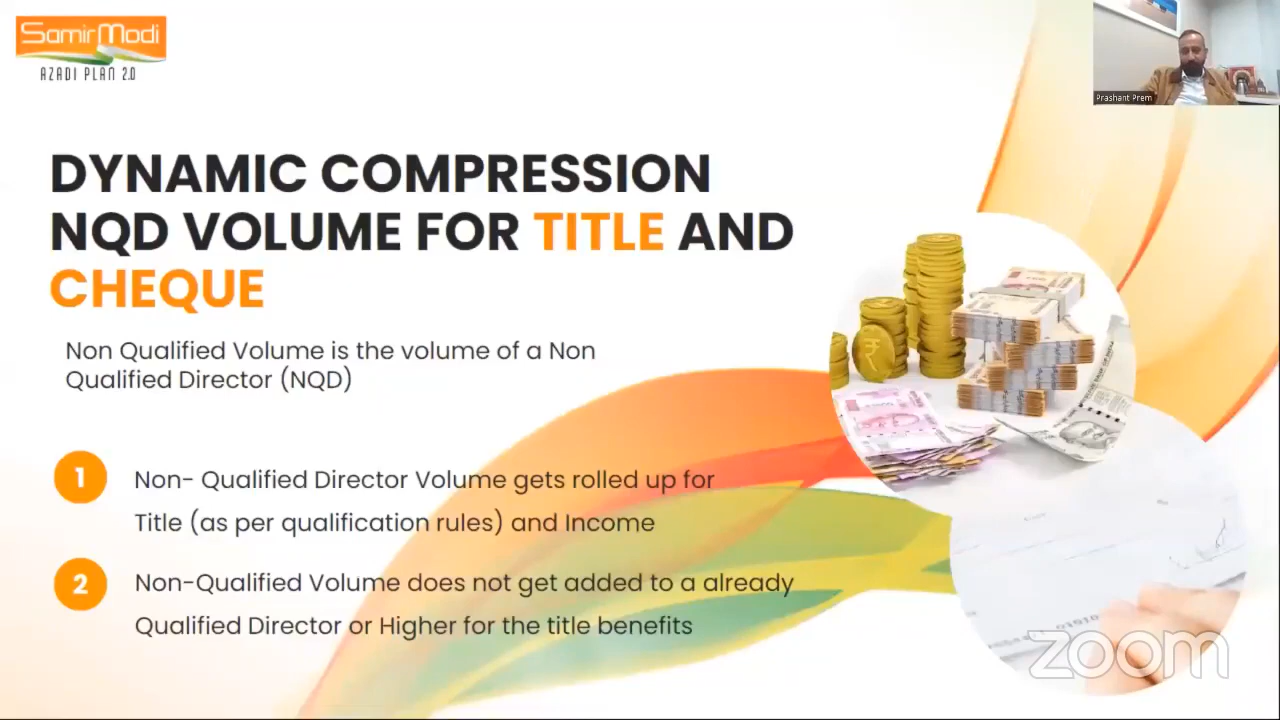 SamirModi
AZADI PLAN 2.0
Prashant Prem
DYNAMIC COMPRESSION
NQD VOLUME FOR TITLE AND
CHEQUE
Non Qualified Volume is the volume of a Non
Qualified Director (NQD)
1
Non- Qualified Director Volume gets rolled up for
Title (as per qualification rules) and Income
2
Non-Qualified Volume does not get added to a already
Qualified Director or Higher for the title benefits
zoom